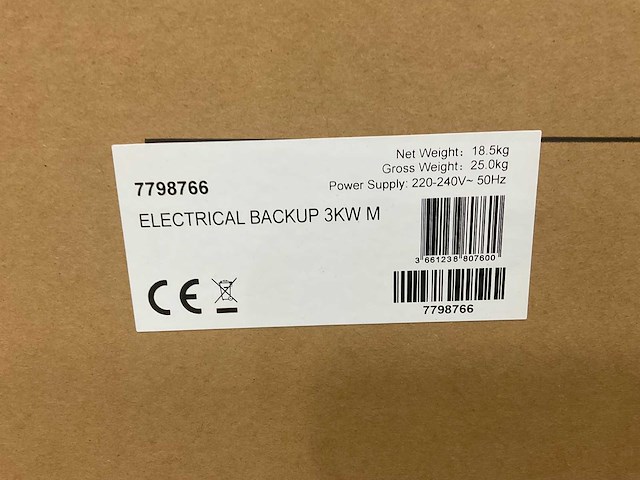 Net Weight: 18.5kg
Gross Weight: 25.0kg
Power Supply: 220-240V~ 50Hz
7798766
ELECTRICAL BACKUP 3KW M
3 661238 807600
CE
7798766